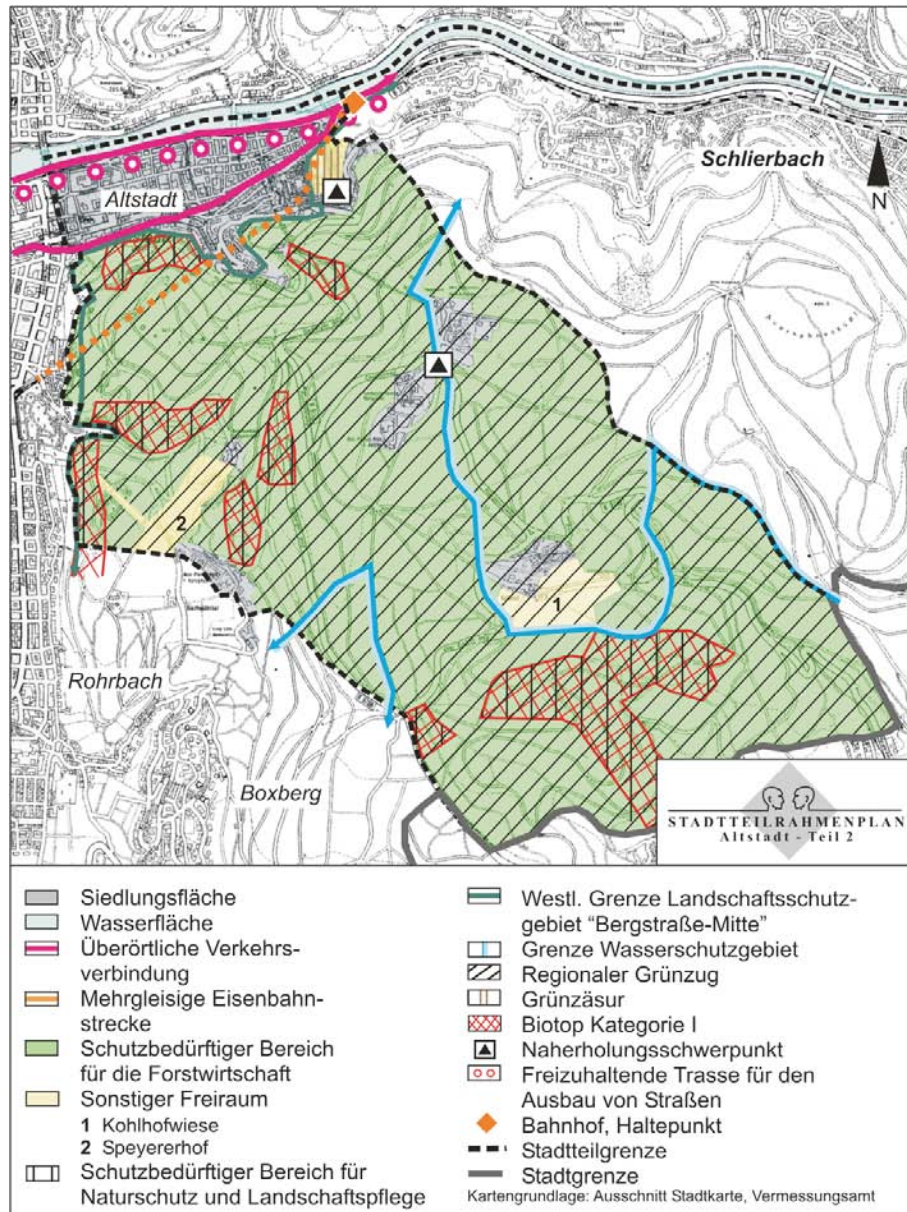 Schlierbach
N
Altstadt
2
1
Rohrbach
Boxberg
STADTTEILRAHMENPLAN
Altstadt - Teil 2
Siedlungsfläche
Wasserfläche
Überörtliche Verkehrs-
verbindung
Mehrgleisige Eisenbahn-
strecke
Schutzbedürftiger Bereich
für die Forstwirtschaft
Sonstiger Freiraum
1 Kohlhofwiese
2 Speyererhof
Schutzbedürftiger Bereich für
Naturschutz und Landschaftspflege
Westl. Grenze Landschaftsschutz-
gebiet "Bergstraße-Mitte"
Grenze Wasserschutzgebiet
Regionaler Grünzug
Grünzäsur
Biotop Kategorie I
Naherholungsschwerpunkt
Freizuhaltende Trasse für den
Ausbau von Straßen
Bahnhof, Haltepunkt
Stadtteilgrenze
Stadtgrenze
Kartengrundlage: Ausschnitt Stadtkarte, Vermessungsamt